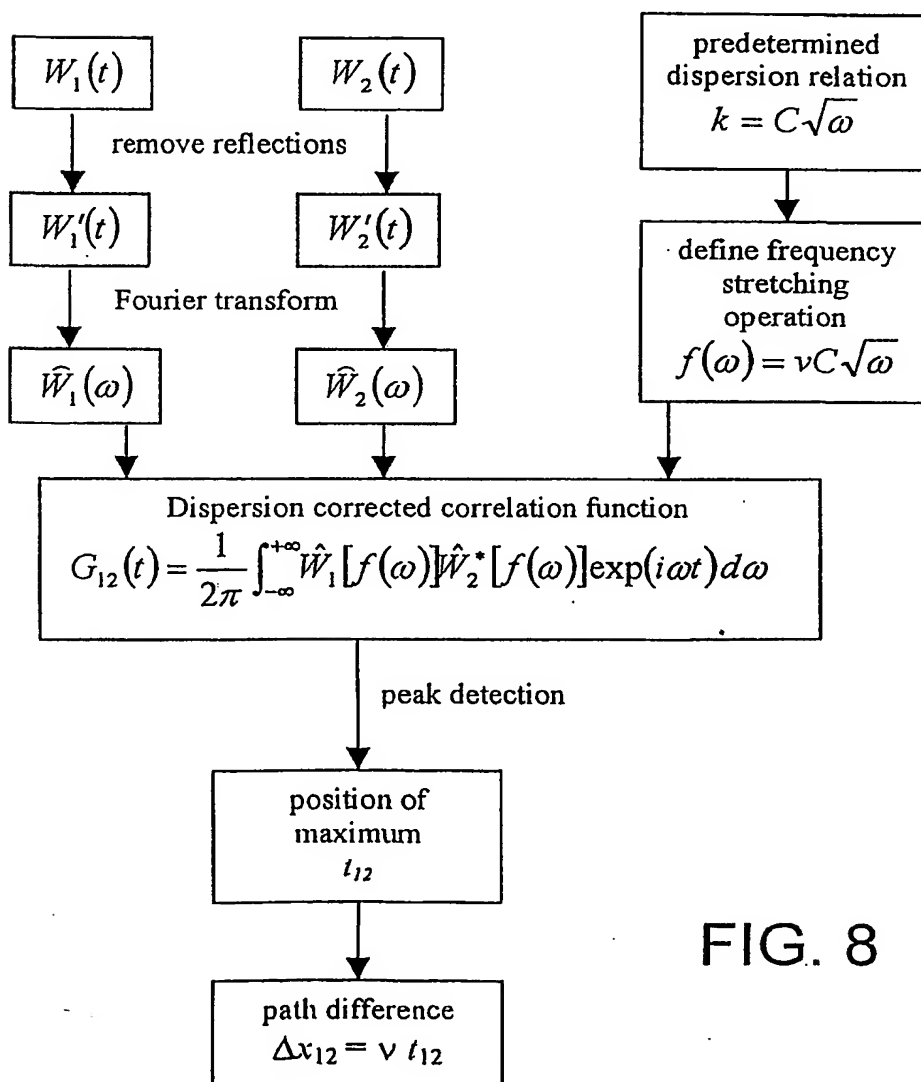 W₁(t)
W₂(t)
predetermined
dispersion relation
k = C√ω
remove reflections
W₁′(t)
W₂′(t)
define frequency
stretching
operation
f(ω) = νC√ω
Fourier transform
Ŵ₁(ω)
Ŵ₂(ω)
Dispersion corrected correlation function
G₁₂(t) = 1/2π ∫₋∞⁺∞ Ŵ₁[f(ω)]Ŵ₂*[f(ω)]exp(iωt)dω
peak detection
position of
maximum
t₁₂
FIG. 8
path difference
Δx₁₂ = ν t₁₂